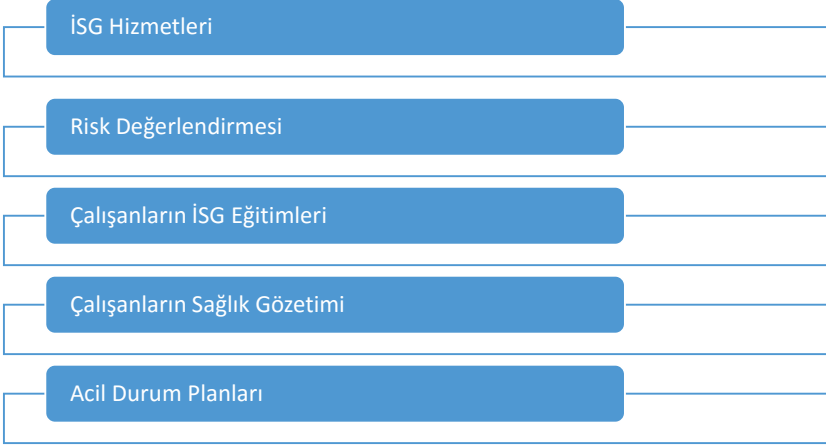 İSG Hizmetleri
Risk Değerlendirmesi
Çalışanların İSG Eğitimleri
Çalışanların Sağlık Gözetimi
Acil Durum Planları